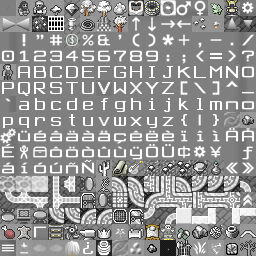 ! " # $ % & ' ( ) * + , - . /
0 1 2 3 4 5 6 7 8 9 : ; < = > ?
A B C D E F G H I J K L M N O
P Q R S T U V W X Y Z [ \ ] ^ _
` a b c d e f g h i j k l m n o
p q r s t u v w x y z { | }
ü é â ä à å ç ê ë è ï î ì Ä Å
É æ Æ ô ö ò û ù ÿ Ö Ü ¢ ¥
á í ó ú ñ Ñ « »